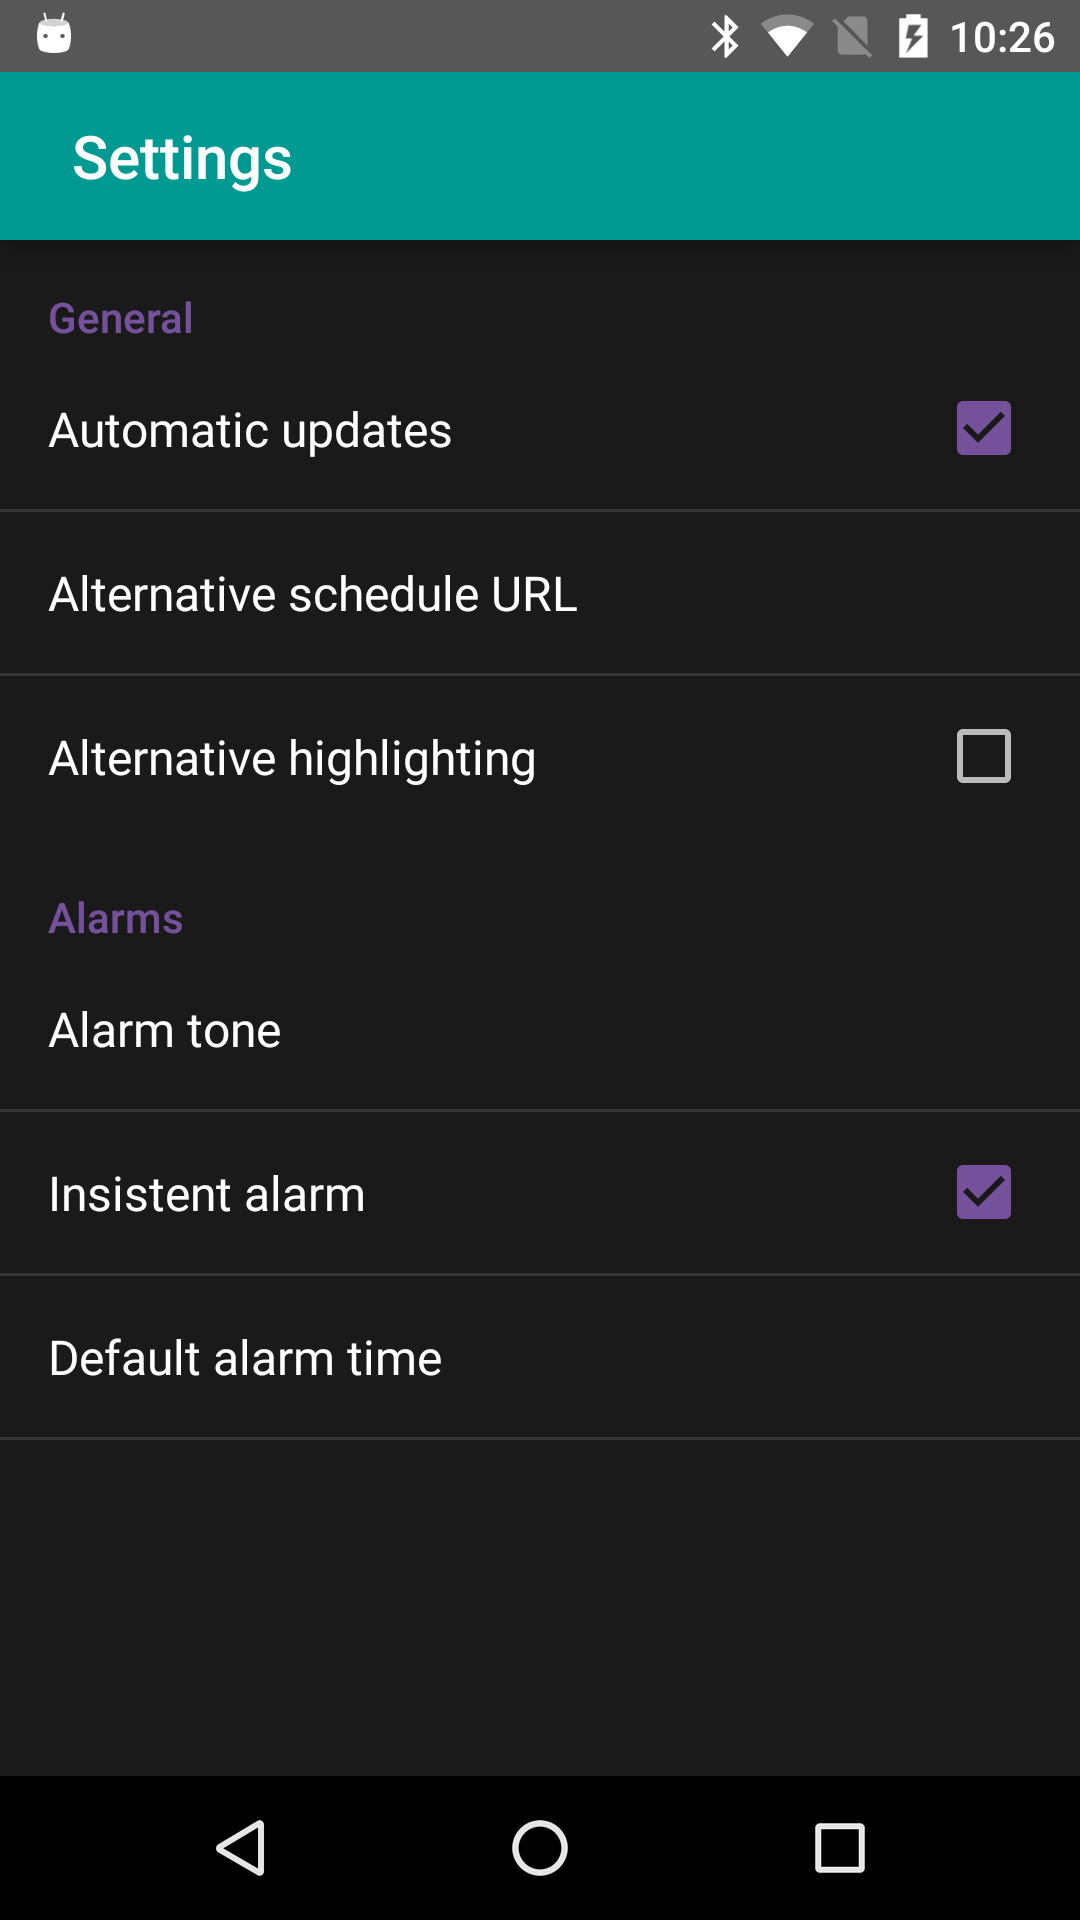 10:26
Settings
General
Automatic updates
Alternative schedule URL
Alternative highlighting
Alarms
Alarm tone
Insistent alarm
Default alarm time